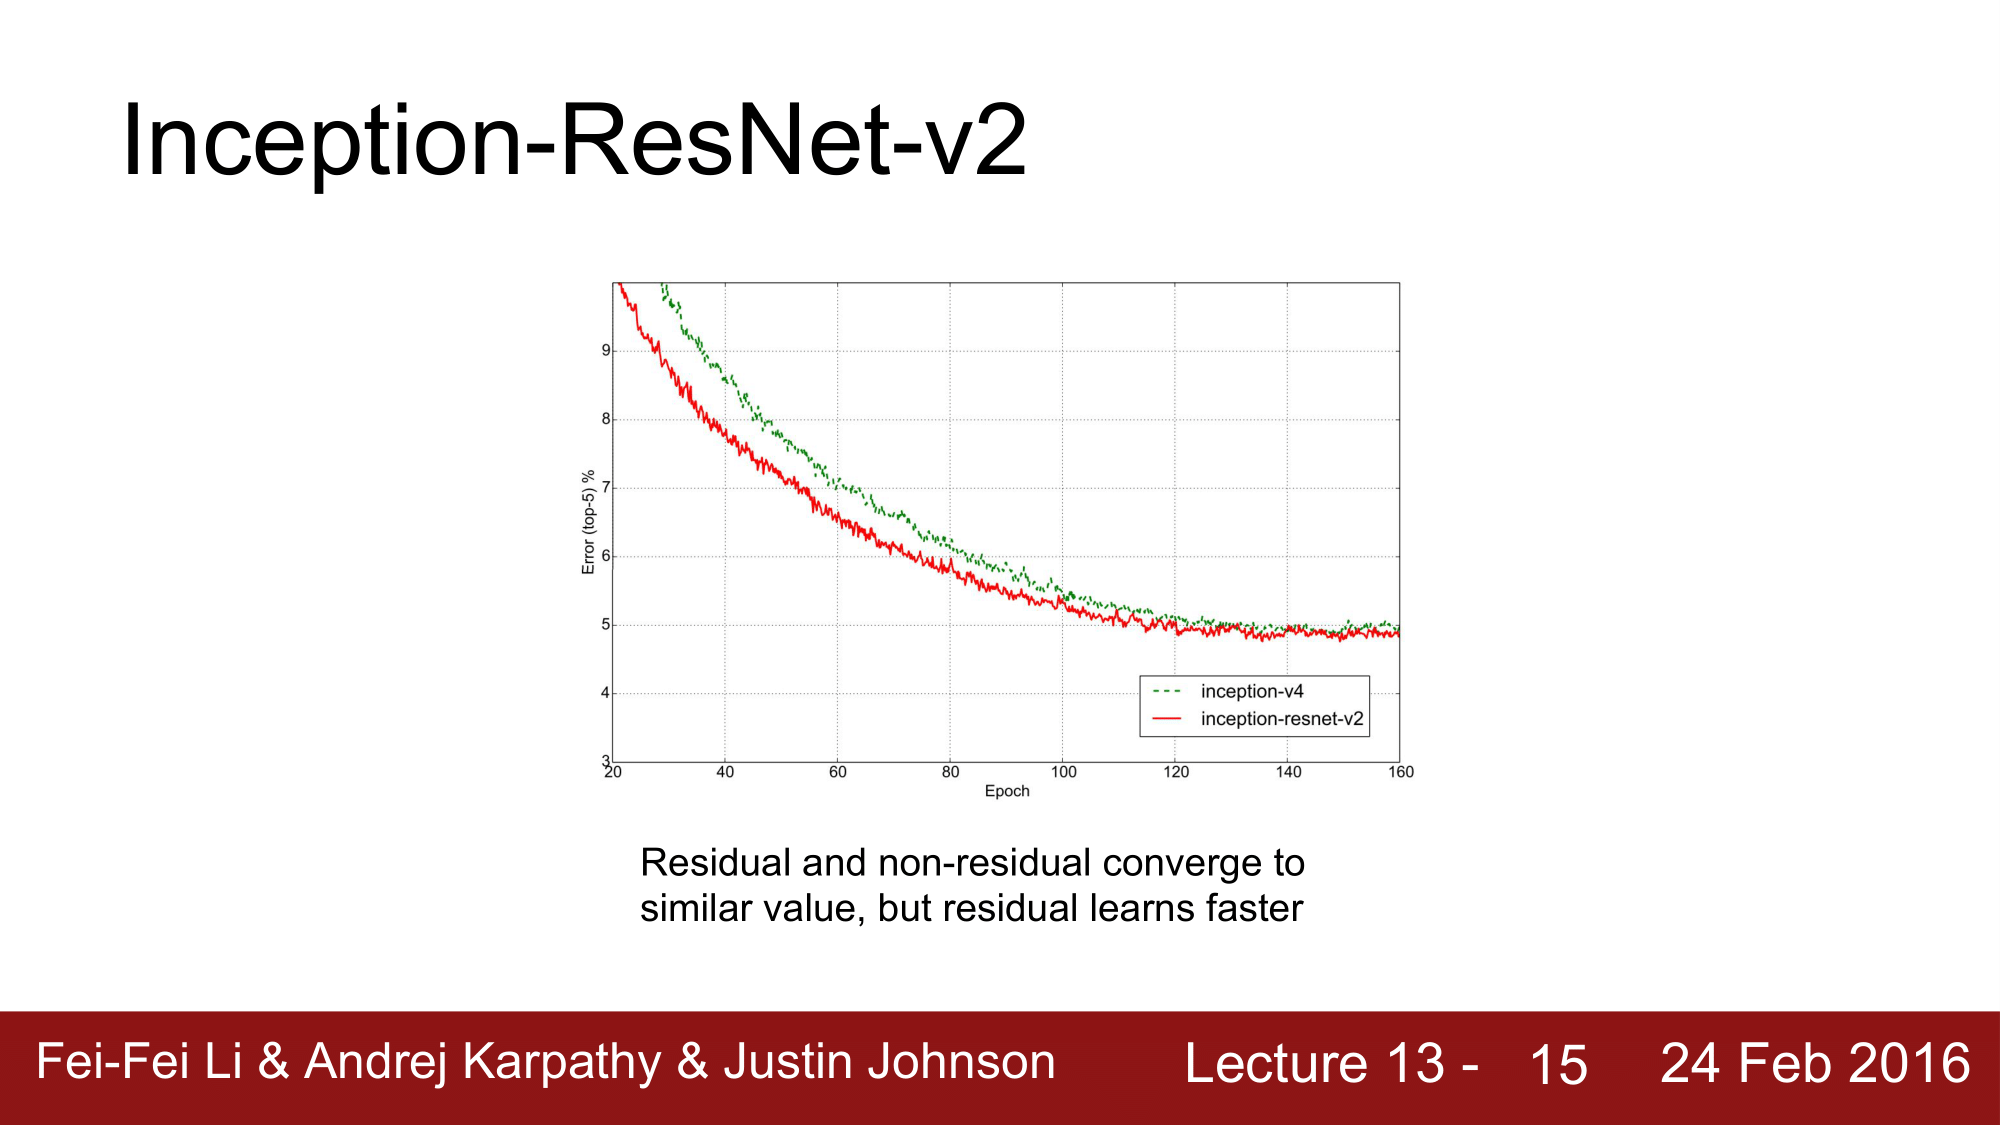 Inception-ResNet-v2
9
8
7
6
5
4
3
Error (top-5) %
20 40 60 80 100 120 140 160
Epoch
inception-v4
inception-resnet-v2
Residual and non-residual converge to
similar value, but residual learns faster
Fei-Fei Li & Andrej Karpathy & Justin Johnson Lecture 13 - 15 24 Feb 2016